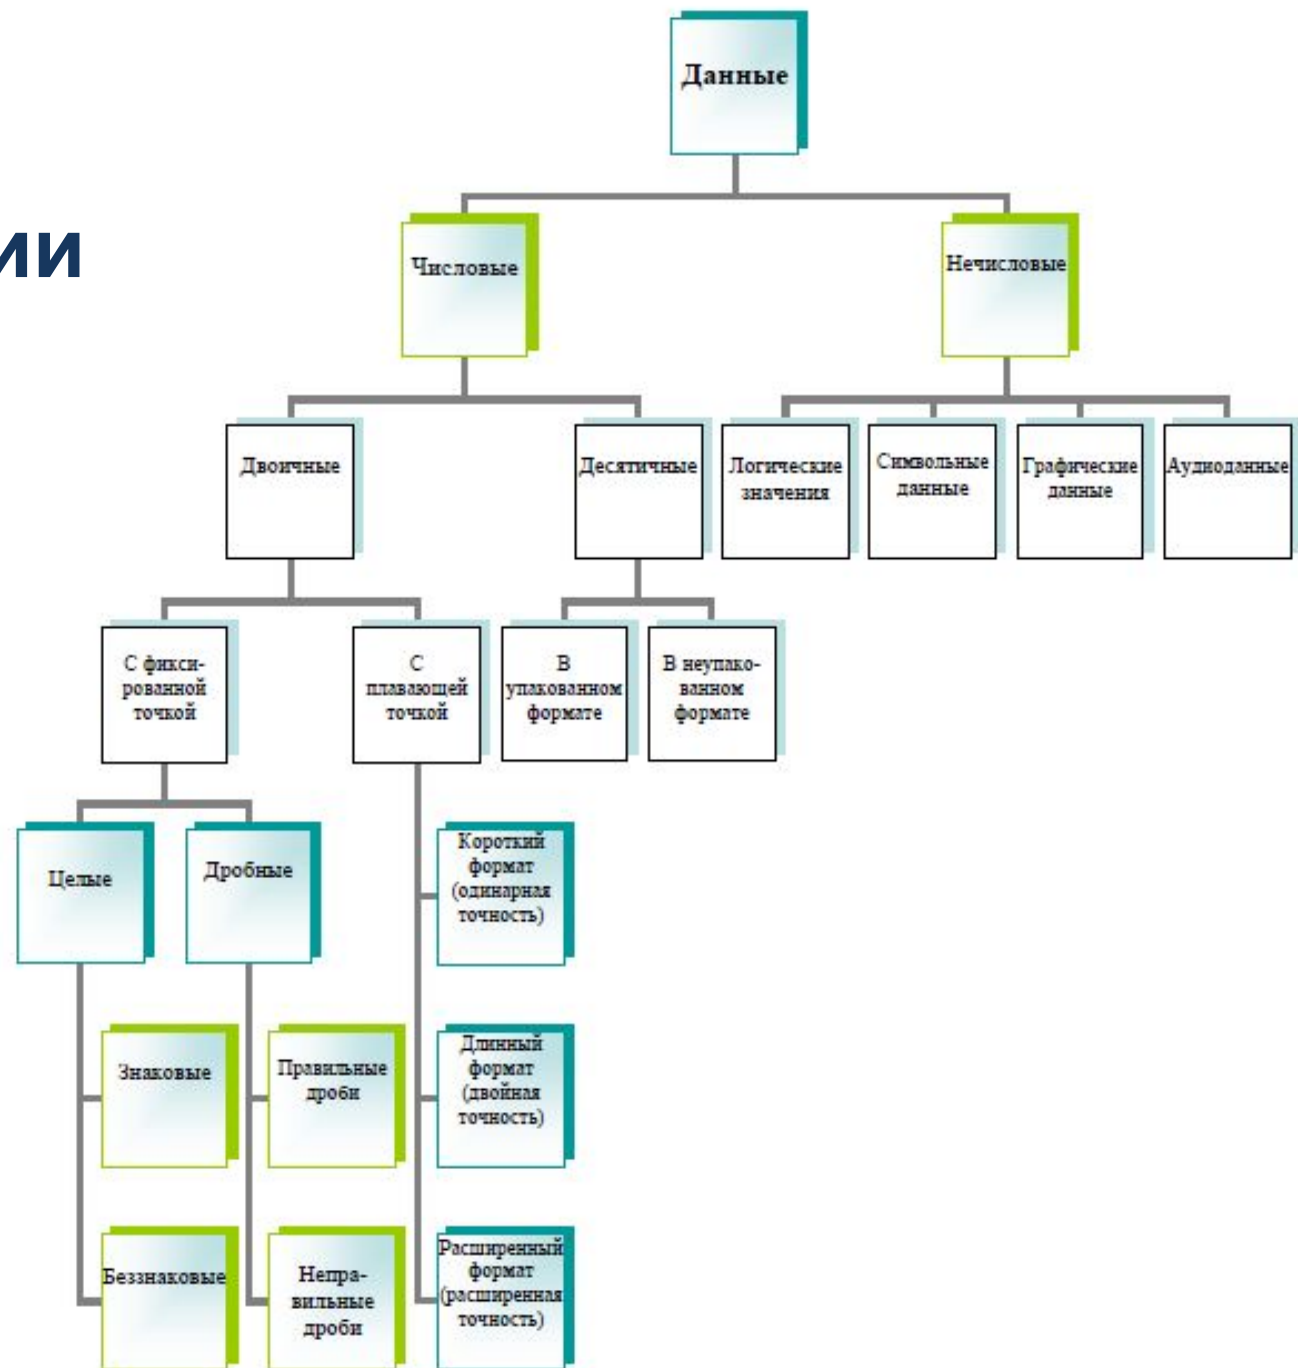 Данные
ии
Числовые
Нечисловые
Двоичные
Десятичные
Логические
значения
Символьные
данные
Графические
данные
Аудиоданные
С фикси-
рованной
точкой
С
плавающей
точкой
В
упакованном
формате
В неупако-
ванном
формате
Целые
Дробные
Короткий
формат
(одинарная
точность)
Знаковые
Правильные
дроби
Длинный
формат
(двойная
точность)
Беззнаковые
Непра-
вильные
дроби
Расширенный
формат
(расширенная
точность)